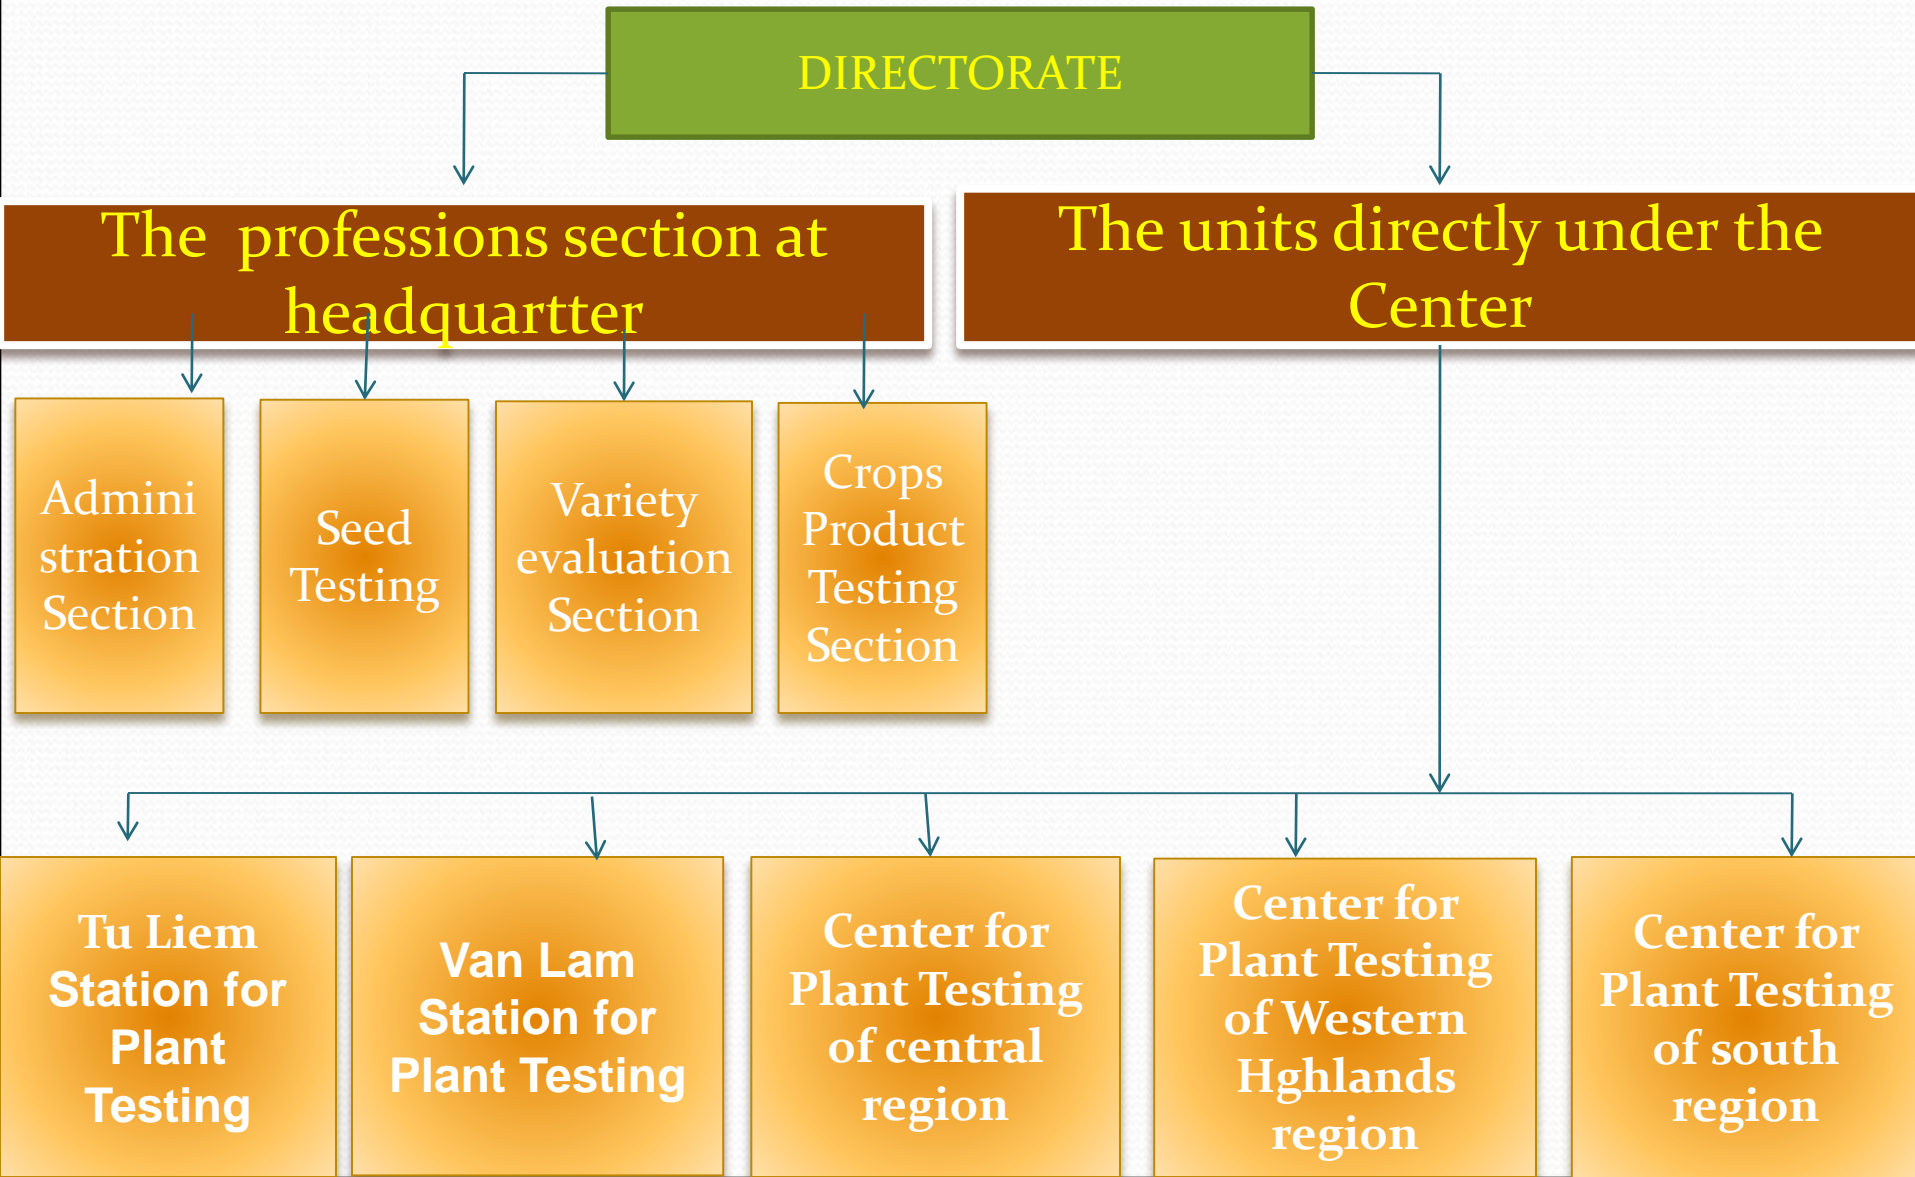 DIRECTORATE
The professions section at
headquartter
The units directly under the
Center
Admini
stration
Section
Seed
Testing
Variety
evaluation
Section
Crops
Product
Testing
Section
Tu Liem
Station for
Plant
Testing
Van Lam
Station for
Plant Testing
Center for
Plant Testing
of central
region
Center for
Plant Testing
of Western
Hghlands
region
Center for
Plant Testing
of south
region